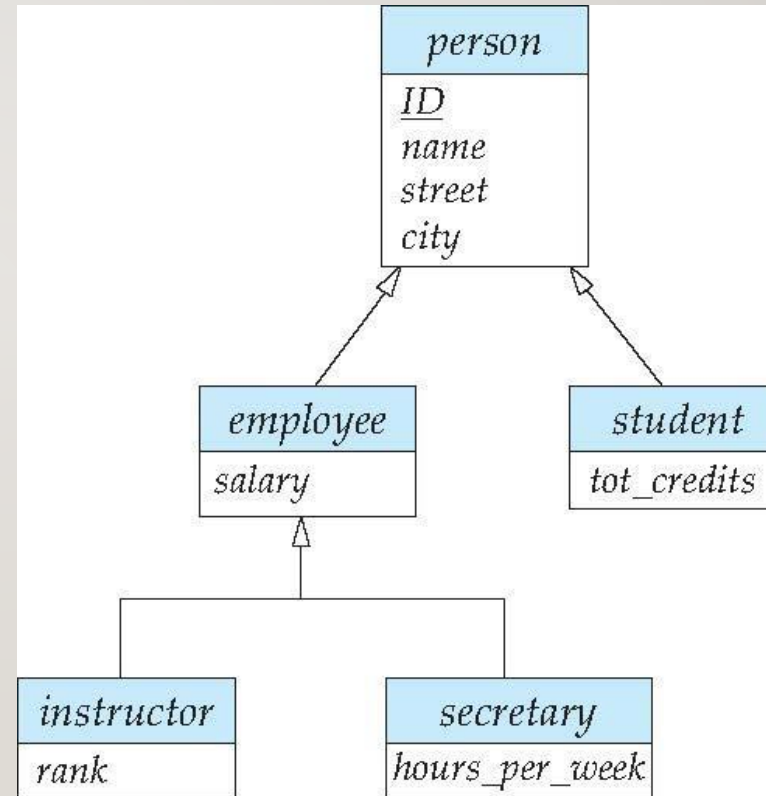 person
ID
name
street
city
employee
salary
student
tot_credits
instructor
rank
secretary
hours_per_week